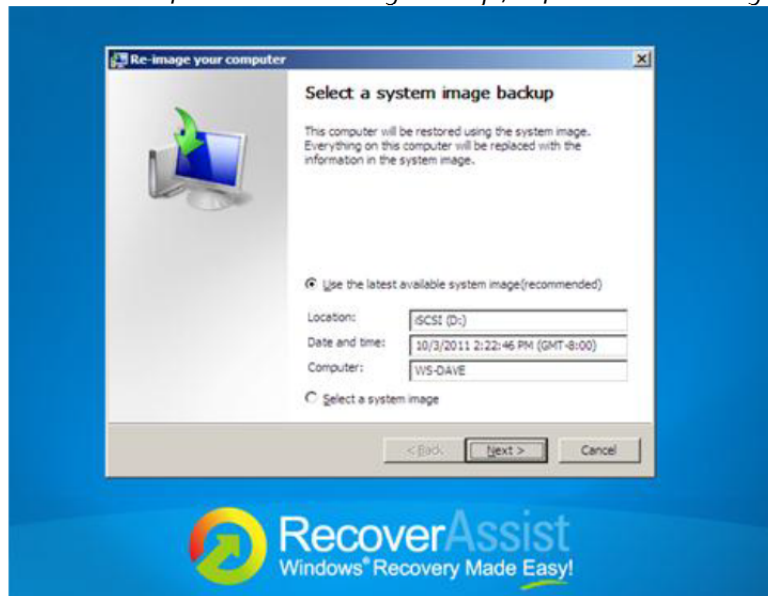 Re-image your computer
Select a system image backup
This computer will be restored using the system image.
Everything on this computer will be replaced with the
information in the system image.
Use the latest available system image(recommended)
Location: iSCSI (D:)
Date and time: 10/3/2011 2:22:46 PM (GMT-8:00)
Computer: WS-DAVE
Select a system image
< Back Next > Cancel
RecoverAssist
Windows® Recovery Made Easy!